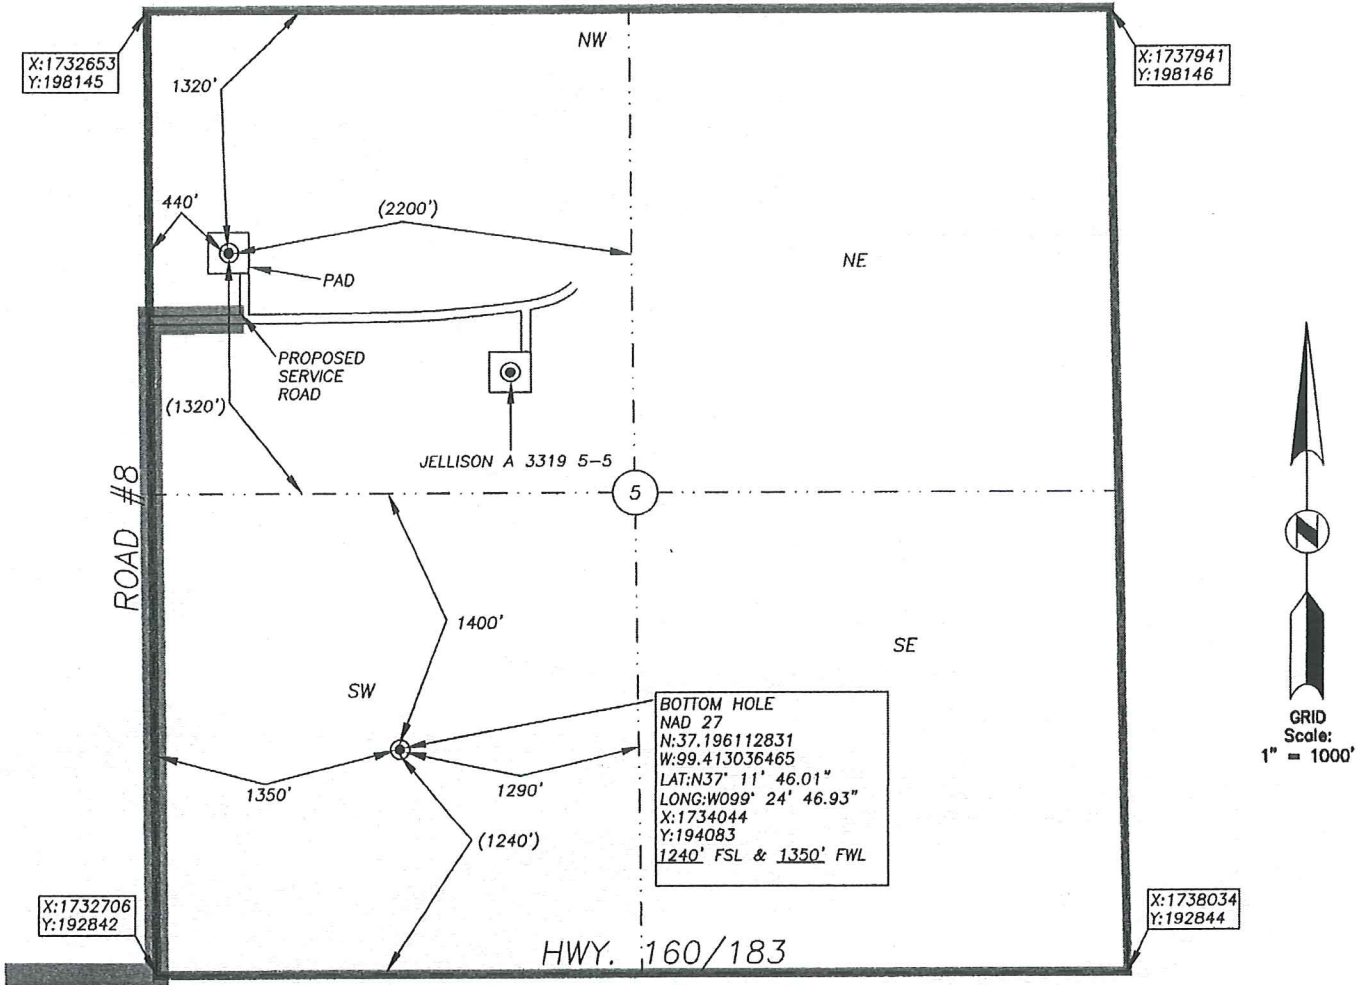 X:1732653
Y:198145
1320'
NW
X:1737941
Y:198146
440'
(2200')
NE
PAD
PROPOSED
SERVICE
ROAD
(1320')
JELLISON A 3319 5-5
ROAD #8
5
N
1400'
SW
SE
BOTTOM HOLE
NAD 27
N:37.196112831
W:99.413036465
LAT:N37° 11' 46.01"
LONG:W099° 24' 46.93"
X:1734044
Y:194083
1240' FSL & 1350' FWL
GRID
Scale:
1" = 1000'
1350'
1290'
(1240')
X:1732706
Y:192842
X:1738034
Y:192844
HWY. 160/183